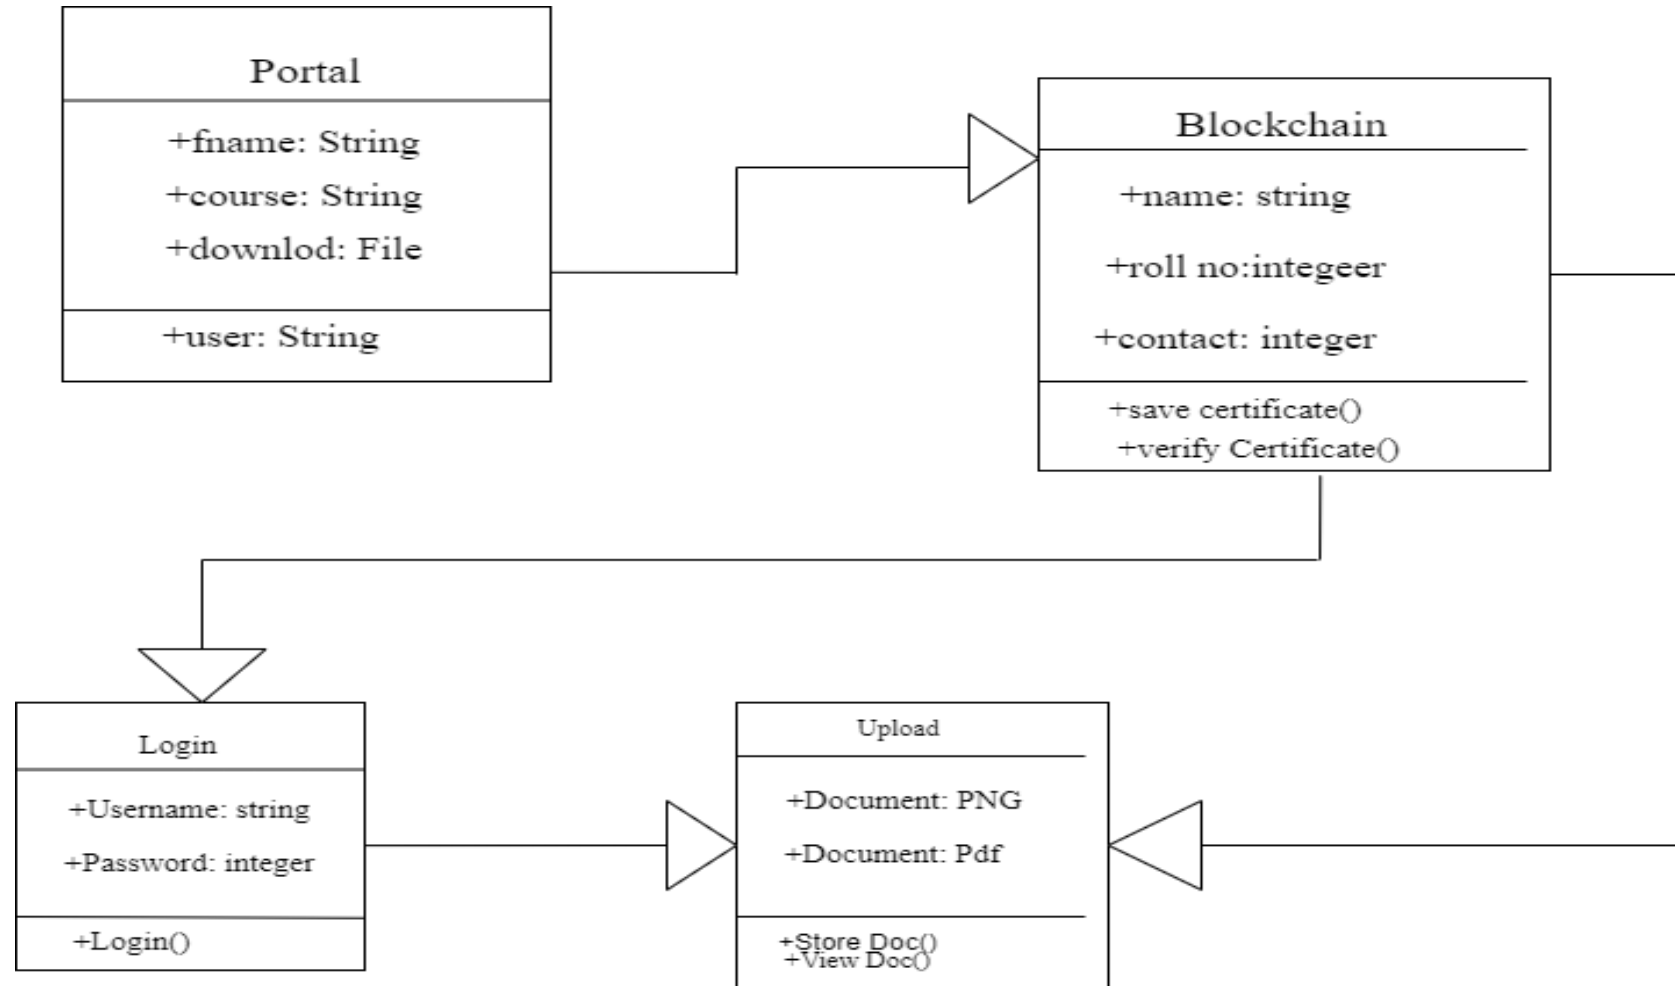 Portal
+fname: String
+course: String
+downlod: File
+user: String
Blockchain
+name: string
+roll no:integeer
+contact: integer
+save certificate()
+verify Certificate()
Login
+Username: string
+Password: integer
+Login()
Upload
+Document: PNG
+Document: Pdf
+Store Doc()
+View Doc()